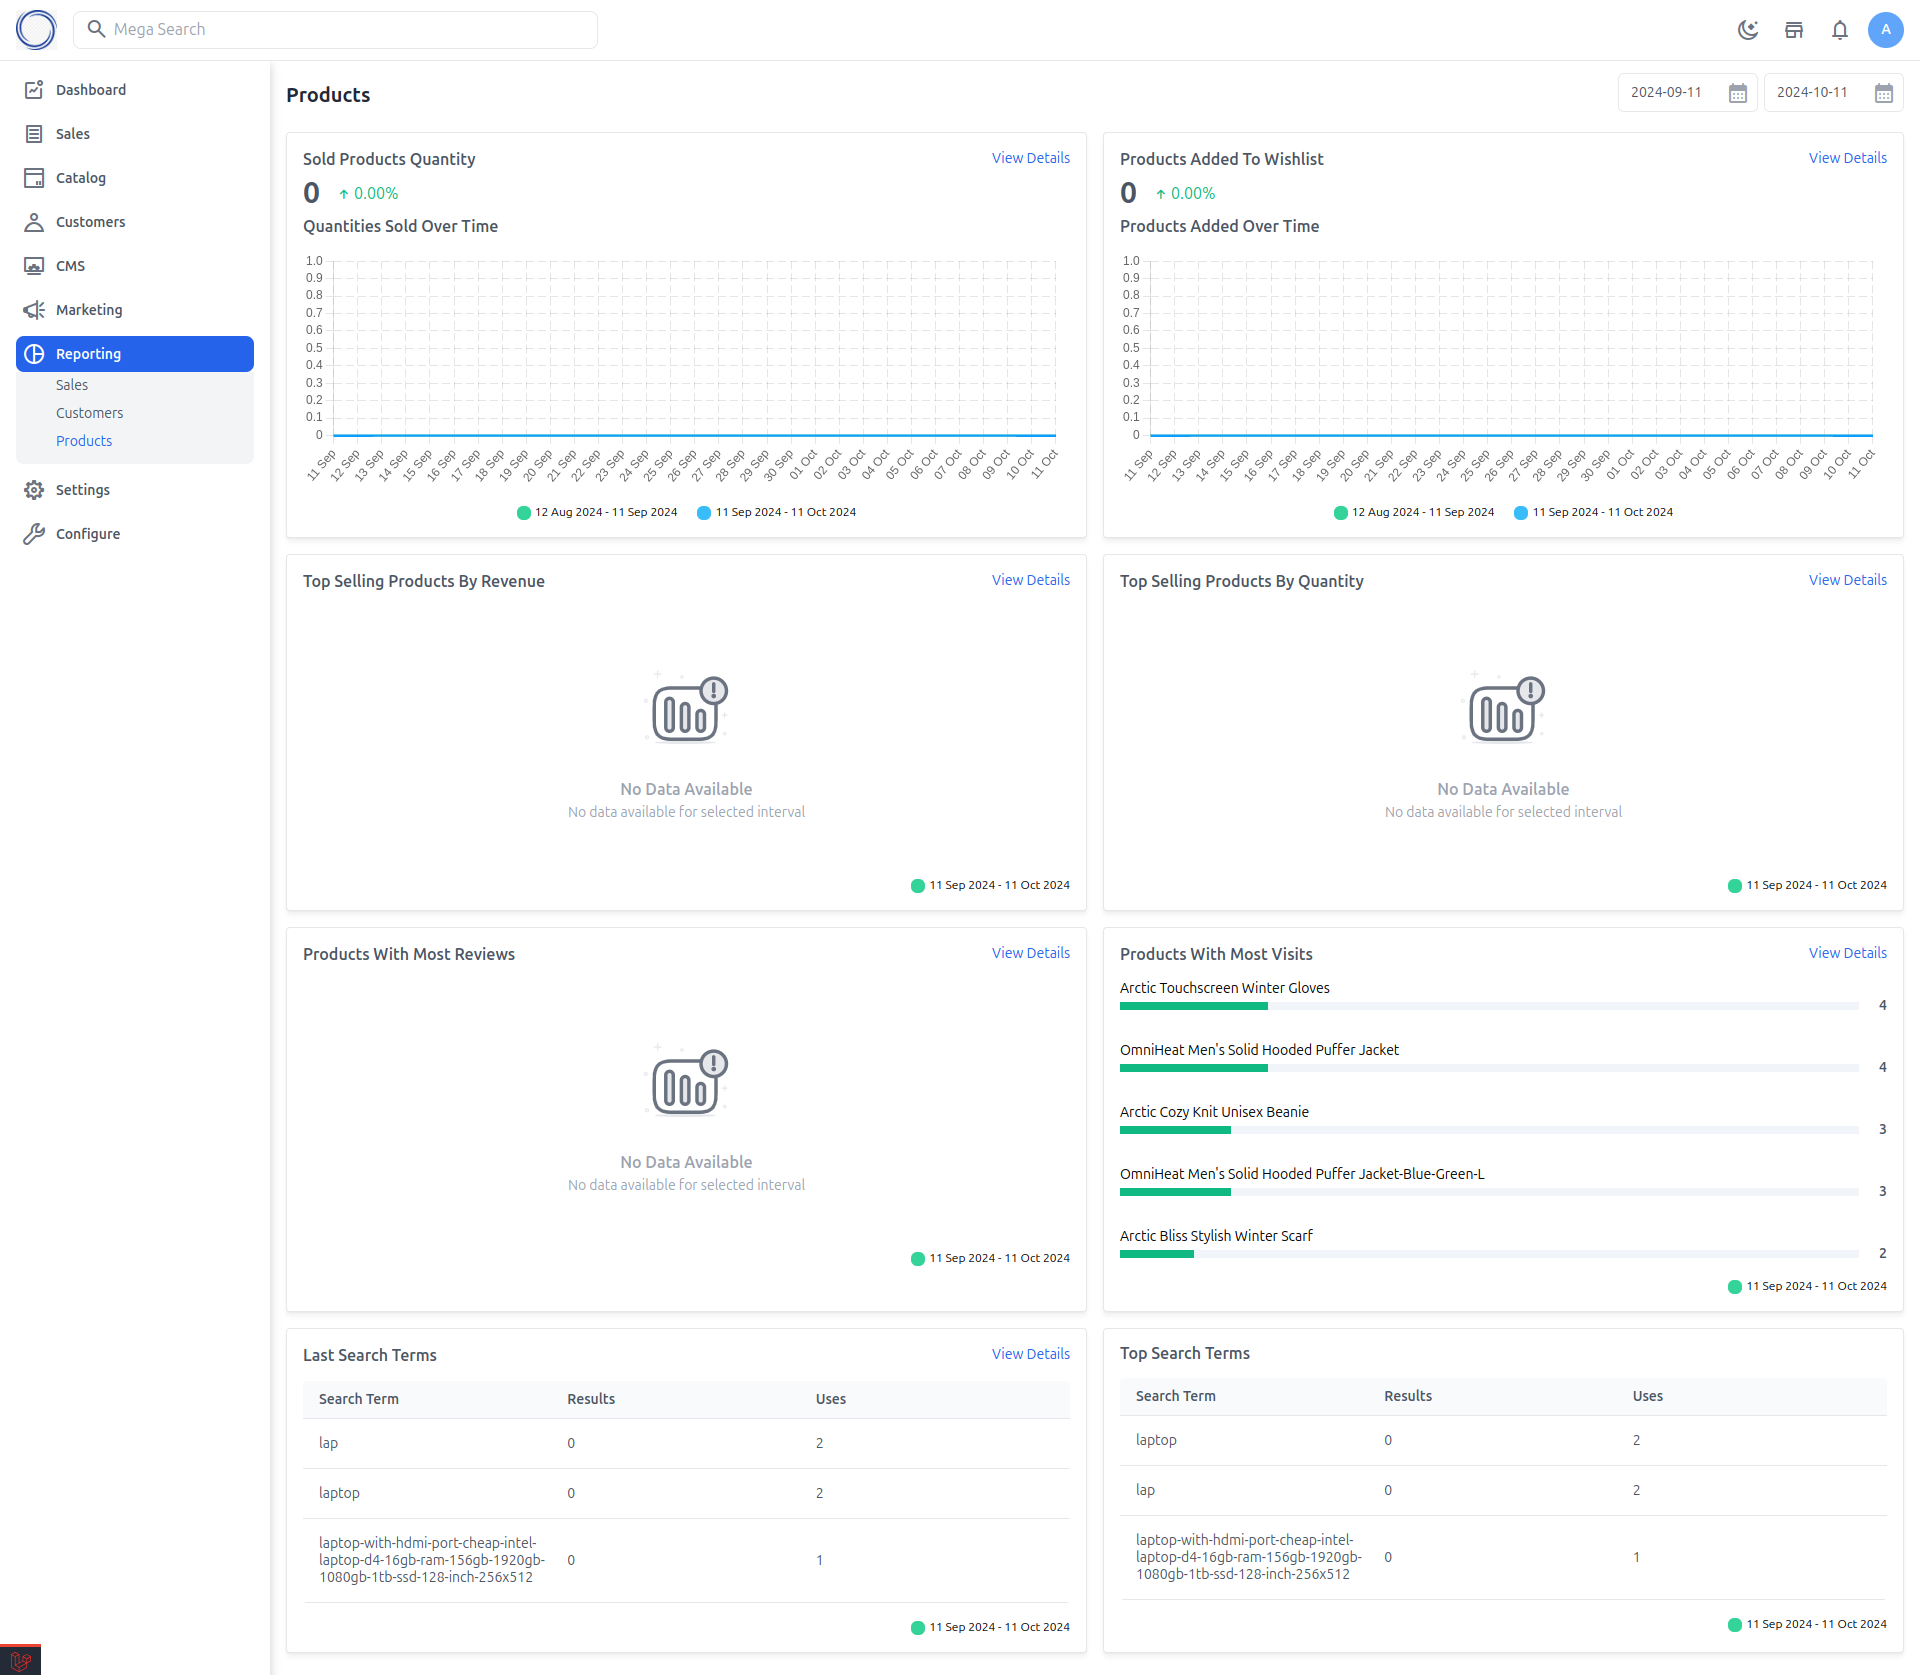 Mega Search
A
Dashboard
Sales
Catalog
Customers
CMS
Marketing
Reporting
Sales
Customers
Products
Settings
Configure
Products
2024-09-11
2024-10-11
Sold Products Quantity
View Details
0
0.00%
Quantities Sold Over Time
1.0
0.9
0.8
0.7
0.6
0.5
0.4
0.3
0.2
0.1
0
11 Sep
12 Sep
13 Sep
14 Sep
15 Sep
16 Sep
17 Sep
18 Sep
19 Sep
20 Sep
21 Sep
22 Sep
23 Sep
24 Sep
25 Sep
26 Sep
27 Sep
28 Sep
29 Sep
30 Sep
01 Oct
02 Oct
03 Oct
04 Oct
05 Oct
06 Oct
07 Oct
08 Oct
09 Oct
10 Oct
11 Oct
12 Aug 2024 - 11 Sep 2024
11 Sep 2024 - 11 Oct 2024
Products Added To Wishlist
View Details
0
0.00%
Products Added Over Time
1.0
0.9
0.8
0.7
0.6
0.5
0.4
0.3
0.2
0.1
0
11 Sep
12 Sep
13 Sep
14 Sep
15 Sep
16 Sep
17 Sep
18 Sep
19 Sep
20 Sep
21 Sep
22 Sep
23 Sep
24 Sep
25 Sep
26 Sep
27 Sep
28 Sep
29 Sep
30 Sep
01 Oct
02 Oct
03 Oct
04 Oct
05 Oct
06 Oct
07 Oct
08 Oct
09 Oct
10 Oct
11 Oct
12 Aug 2024 - 11 Sep 2024
11 Sep 2024 - 11 Oct 2024
Top Selling Products By Revenue
View Details
No Data Available
No data available for selected interval
11 Sep 2024 - 11 Oct 2024
Top Selling Products By Quantity
View Details
No Data Available
No data available for selected interval
11 Sep 2024 - 11 Oct 2024
Products With Most Reviews
View Details
No Data Available
No data available for selected interval
11 Sep 2024 - 11 Oct 2024
Products With Most Visits
View Details
Arctic Touchscreen Winter Gloves
4
OmniHeat Men's Solid Hooded Puffer Jacket
4
Arctic Cozy Knit Unisex Beanie
3
OmniHeat Men's Solid Hooded Puffer Jacket-Blue-Green-L
3
Arctic Bliss Stylish Winter Scarf
2
11 Sep 2024 - 11 Oct 2024
Last Search Terms
View Details
Search Term Results Uses
lap 0 2
laptop 0 2
laptop-with-hdmi-port-cheap-intel-
laptop-d4-16gb-ram-156gb-1920gb- 0 1
1080gb-1tb-ssd-128-inch-256x512
11 Sep 2024 - 11 Oct 2024
Top Search Terms
Search Term Results Uses
laptop 0 2
lap 0 2
laptop-with-hdmi-port-cheap-intel-
laptop-d4-16gb-ram-156gb-1920gb- 0 1
1080gb-1tb-ssd-128-inch-256x512
11 Sep 2024 - 11 Oct 2024